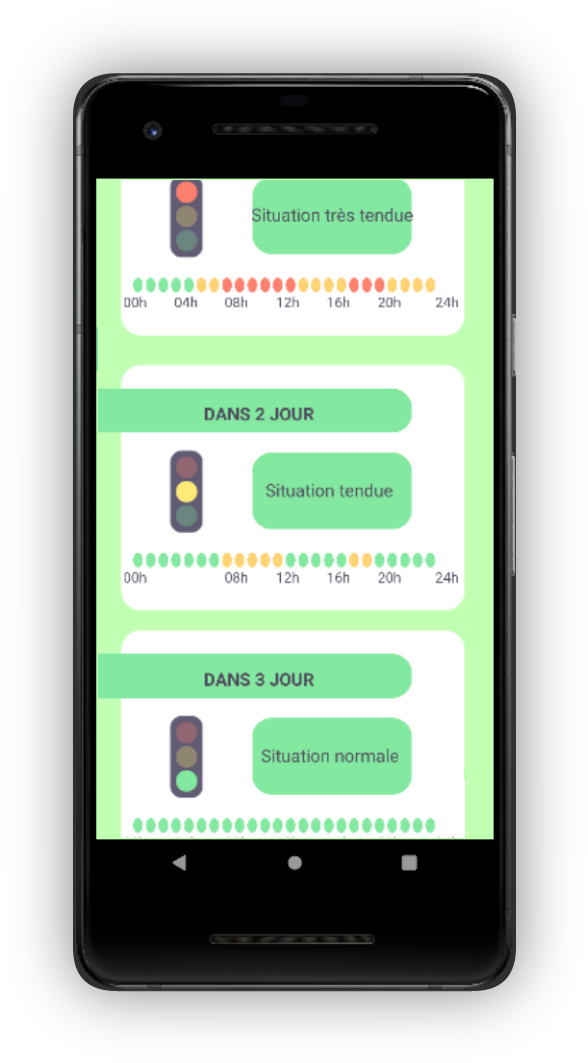 Situation très tendue
00h 04h 08h 12h 16h 20h 24h
DANS 2 JOUR
Situation tendue
00h 08h 12h 16h 20h 24h
DANS 3 JOUR
Situation normale